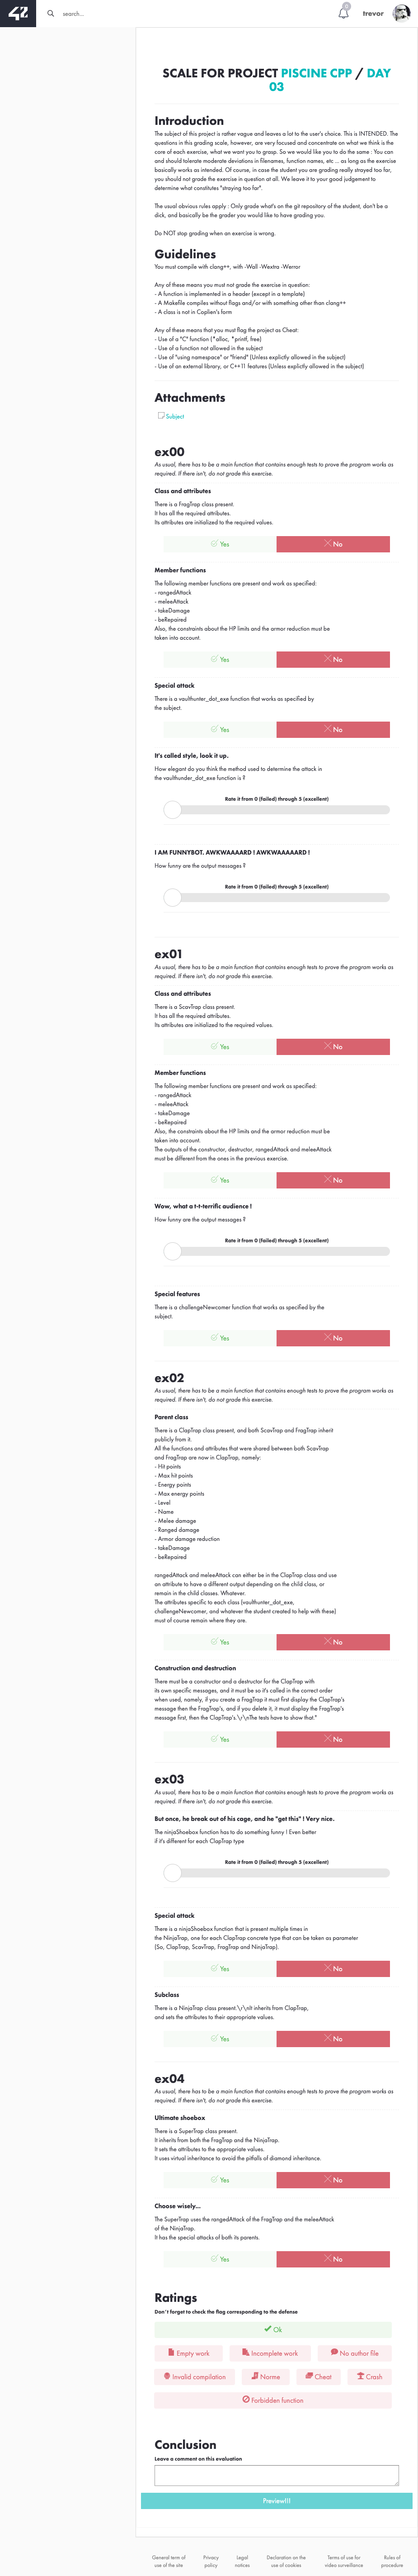 42
search...
0
trevor
SCALE FOR PROJECT PISCINE CPP / DAY
03
Introduction
The subject of this project is rather vague and leaves a lot to the user's choice. This is INTENDED. The
questions in this grading scale, however, are very focused and concentrate on what we think is the
core of each exercise, what we want you to grasp. So we would like you to do the same : You can
and should tolerate moderate deviations in filenames, function names, etc ... as long as the exercise
basically works as intended. Of course, in case the student you are grading really strayed too far,
you should not grade the exercise in question at all. We leave it to your good judgement to
determine what constitutes "straying too far".
The usual obvious rules apply : Only grade what's on the git repository of the student, don't be a
dick, and basically be the grader you would like to have grading you.
Do NOT stop grading when an exercise is wrong.
Guidelines
You must compile with clang++, with -Wall -Wextra -Werror
Any of these means you must not grade the exercise in question:
- A function is implemented in a header (except in a template)
- A Makefile compiles without flags and/or with something other than clang++
- A class is not in Coplien's form
Any of these means that you must flag the project as Cheat:
- Use of a "C" function (*alloc, *printf, free)
- Use of a function not allowed in the subject
- Use of "using namespace" or "friend" (Unless explicitly allowed in the subject)
- Use of an external library, or C++11 features (Unless explicitly allowed in the subject)
Attachments
Subject
ex00
As usual, there has to be a main function that contains enough tests to prove the program works as
required. If there isn't, do not grade this exercise.
Class and attributes
There is a FragTrap class present.
It has all the required attributes.
Its attributes are initialized to the required values.
Yes
No
Member functions
The following member functions are present and work as specified:
- rangedAttack
- meleeAttack
- takeDamage
- beRepaired
Also, the constraints about the HP limits and the armor reduction must be
taken into account.
Yes
No
Special attack
There is a vaulthunter_dot_exe function that works as specified by
the subject.
Yes
No
It's called style, look it up.
How elegant do you think the method used to determine the attack in
the vaulthunder_dot_exe function is ?
Rate it from 0 (failed) through 5 (excellent)
I AM FUNNYBOT. AWKWAAAARD ! AWKWAAAAARD !
How funny are the output messages ?
Rate it from 0 (failed) through 5 (excellent)
ex01
As usual, there has to be a main function that contains enough tests to prove the program works as
required. If there isn't, do not grade this exercise.
Class and attributes
There is a ScavTrap class present.
It has all the required attributes.
Its attributes are initialized to the required values.
Yes
No
Member functions
The following member functions are present and work as specified:
- rangedAttack
- meleeAttack
- takeDamage
- beRepaired
Also, the constraints about the HP limits and the armor reduction must be
taken into account.
The outputs of the constructor, destructor, rangedAttack and meleeAttack
must be different from the ones in the previous exercise.
Yes
No
Wow, what a t-t-terrific audience !
How funny are the output messages ?
Rate it from 0 (failed) through 5 (excellent)
Special features
There is a challengeNewcomer function that works as specified by the
subject.
Yes
No
ex02
As usual, there has to be a main function that contains enough tests to prove the program works as
required. If there isn't, do not grade this exercise.
Parent class
There is a ClapTrap class present, and both ScavTrap and FragTrap inherit
publicly from it.
All the functions and attributes that were shared between both ScavTrap
and FragTrap are now in ClapTrap, namely:
- Hit points
- Max hit points
- Energy points
- Max energy points
- Level
- Name
- Melee damage
- Ranged damage
- Armor damage reduction
- takeDamage
- beRepaired
rangedAttack and meleeAttack can either be in the ClapTrap class and use
an attribute to have a different output depending on the child class, or
remain in the child classes. Whatever.
The attributes specific to each class (vaulthunter_dot_exe,
challengeNewcomer, and whatever the student created to help with these)
must of course remain where they are.
Yes
No
Construction and destruction
There must be a constructor and a destructor for the ClapTrap with
its own specific messages, and it must be so it's called in the correct order
when used, namely, if you create a FragTrap it must first display the ClapTrap's
message then the FragTrap's, and if you delete it, it must display the FragTrap's
message first, then the ClapTrap's.\r\nThe tests have to show that."
Yes
No
ex03
As usual, there has to be a main function that contains enough tests to prove the program works as
required. If there isn't, do not grade this exercise.
But once, he break out of his cage, and he "get this" ! Very nice.
The ninjaShoebox function has to do something funny ! Even better
if it's different for each ClapTrap type
Rate it from 0 (failed) through 5 (excellent)
Special attack
There is a ninjaShoebox function that is present multiple times in
the NinjaTrap, one for each ClapTrap concrete type that can be taken as parameter
(So, ClapTrap, ScavTrap, FragTrap and NinjaTrap).
Yes
No
Subclass
There is a NinjaTrap class present.\r\nIt inherits from ClapTrap,
and sets the attributes to their appropriate values.
Yes
No
ex04
As usual, there has to be a main function that contains enough tests to prove the program works as
required. If there isn't, do not grade this exercise.
Ultimate shoebox
There is a SuperTrap class present.
It inherits from both the FragTrap and the NinjaTrap.
It sets the attributes to the appropriate values.
It uses virtual inheritance to avoid the pitfalls of diamond inheritance.
Yes
No
Choose wisely...
The SuperTrap uses the rangedAttack of the FragTrap and the meleeAttack
of the NinjaTrap.
It has the special attacks of both its parents.
Yes
No
Ratings
Don't forget to check the flag corresponding to the defense
Ok
Empty work
Incomplete work
No author file
Invalid compilation
Norme
Cheat
Crash
Forbidden function
Conclusion
Leave a comment on this evaluation
Preview!!!
General term of
use of the site
Privacy
policy
Legal
notices
Declaration on the
use of cookies
Terms of use for
video surveillance
Rules of
procedure